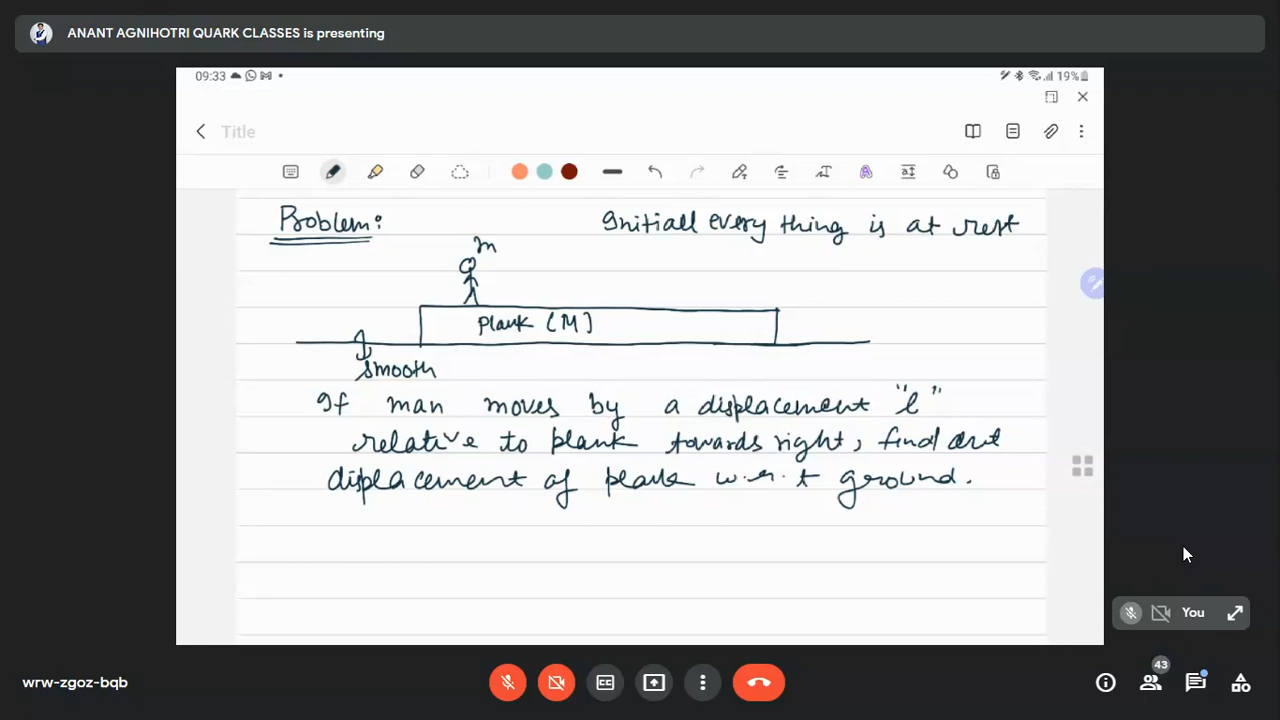 ANANT AGNIHOTRI QUARK CLASSES is presenting
09:33
19%
Title
Problem:
Initiall every thing is at rest
m
Plank (M)
smooth
If man moves by a displacement "l"
relative to plank towards right, find out
displacement of plank w.r.t ground.
You
wrw-zgoz-bqb
CC
43